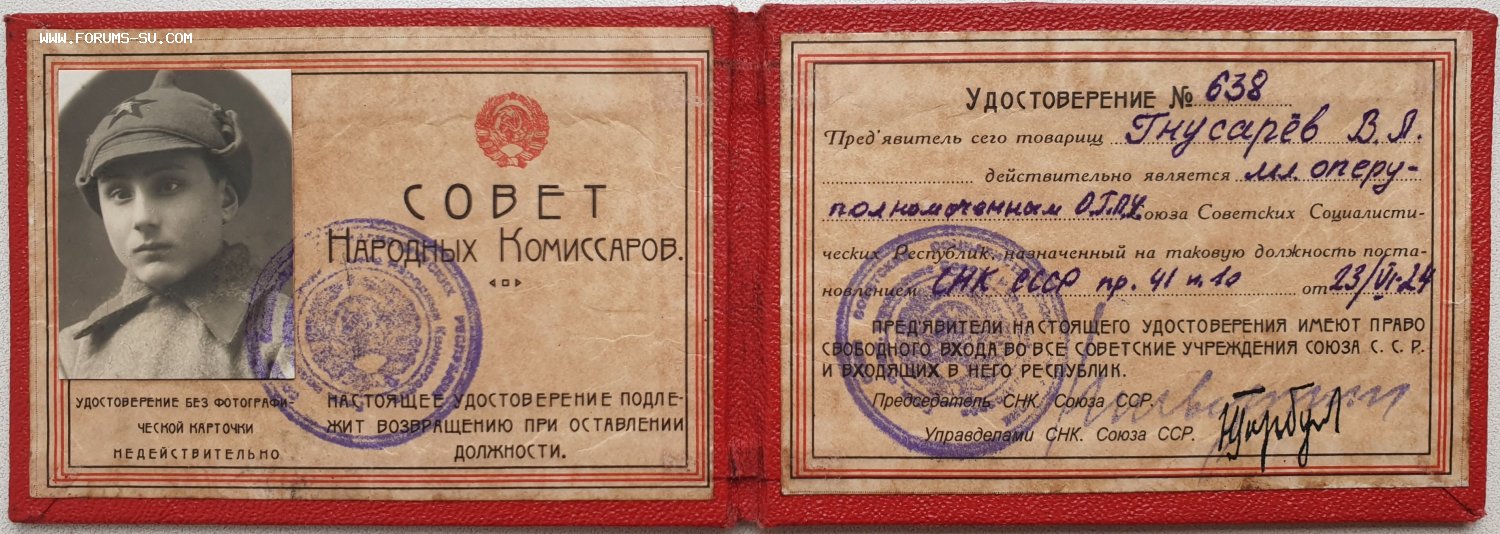 WWW.FORUMS-SU.COM
СОВЕТ
НАРОДНЫХ КОМИССАРОВ.
УДОСТОВЕРЕНИЕ БЕЗ ФОТОГРАФИ-
ЧЕСКОЙ КАРТОЧКИ
НЕДЕЙСТВИТЕЛЬНО
НАСТОЯЩЕЕ УДОСТОВЕРЕНИЕ ПОДЛЕ-
ЖИТ ВОЗВРАЩЕНИЮ ПРИ ОСТАВЛЕНИИ
ДОЛЖНОСТИ.
УДОСТОВЕРЕНИЕ № 638
Пред'явитель сего товарищ Гнусарёв В.Л.
действительно является мл. оперу-
полномоченным О.Г.П.У. оюза Советских Социалисти-
ческих Республик, назначенный на таковую должность поста-
новлением СНК СССР пр. 41 п. 10 от 23/VI-24
ПРЕД'ЯВИТЕЛИ НАСТОЯЩЕГО УДОСТОВЕРЕНИЯ ИМЕЮТ ПРАВО
СВОБОДНОГО ВХОДА ВО ВСЕ СОВЕТСКИЕ УЧРЕЖДЕНИЯ СОЮЗА С. С. Р.
И ВХОДЯЩИХ В НЕГО РЕСПУБЛИК.
Председатель СНК. Союза ССР.
Управделами СНК. Союза ССР.